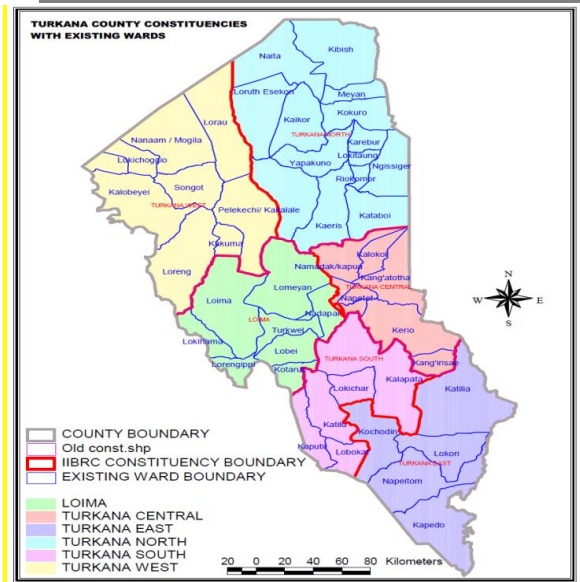 TURKANA COUNTY CONSTITUENCIES
WITH EXISTING WARDS
Kibish
Naita
Loruth Esekon
Meyan
Kokuro
Kaikor
TURKANA NORTH
Karebur
Lokitaung
Yapakuno
Ngissiger
Riokomor
Kaeris
Kataboi
Lorau
Nanaam / Mogila
Lokichoggio
Songot
Kalobeyei
TURKANA WEST
Pelekechi/ Kakalale
Kakuma
Loreng
Kalokol
Namadak/kapua
Kang'atotha
TURKANA CENTRAL
Napetet
Kerio
Kang'irisae
Lomeyan
Loima
Nadapal
LOIMA
Turkwel
Lokiriama
Lobei
Lorengippi
Kotaruk
TURKANA SOUTH
Lokichar
Kalapata
Katilia
Katilu
Kochodin
Kaputir
Lobokat
Lokori
TURKANA EAST
Napeitom
Kapedo
N
W
E
S
COUNTY BOUNDARY
Old const.shp
IIBRC CONSTITUENCY BOUNDARY
EXISTING WARD BOUNDARY
LOIMA
TURKANA CENTRAL
TURKANA EAST
TURKANA NORTH
TURKANA SOUTH
TURKANA WEST
20 0 20 40 60 80 Kilometers